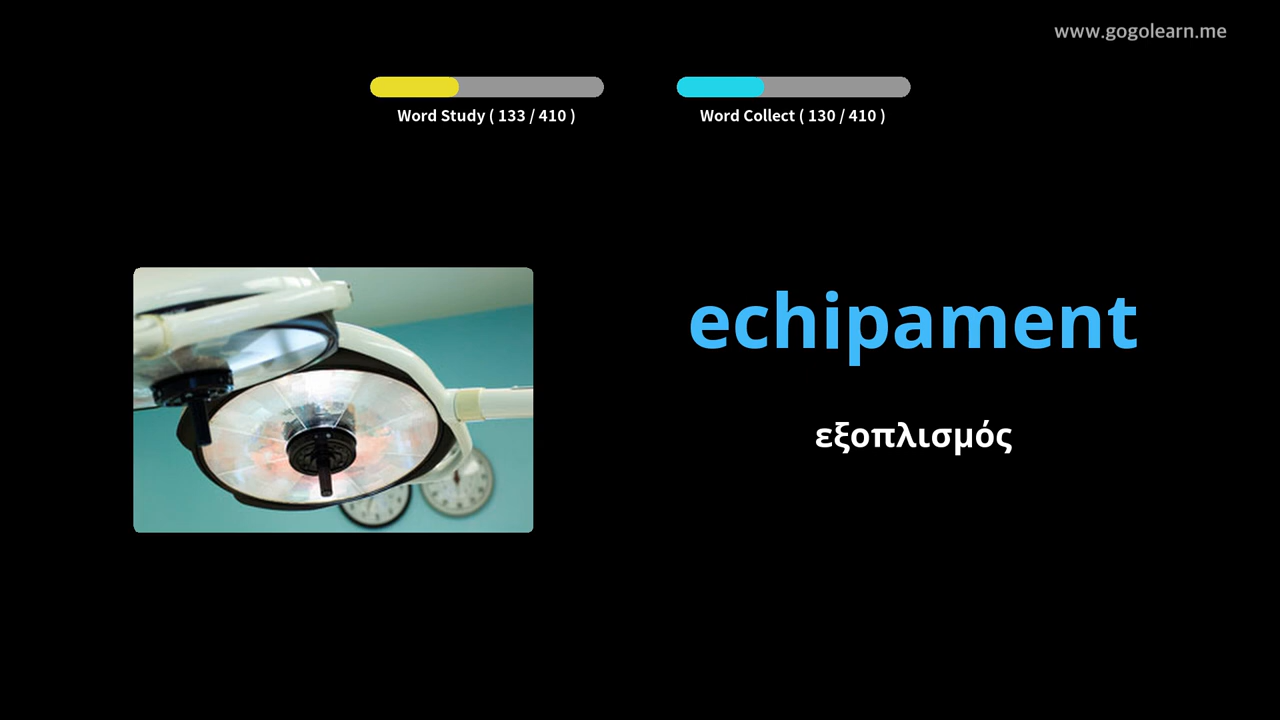 www.gogolearn.me
Word Study ( 133 / 410 )
Word Collect ( 130 / 410 )
echipament
εξοπλισμός